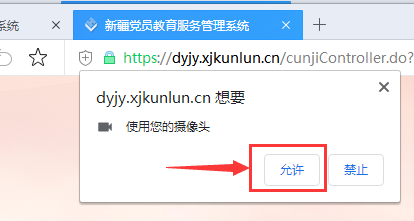 系统
新疆党员教育服务管理系统
https://dyjy.xjkunlun.cn/cunjiController.do?
dyjy.xjkunlun.cn 想要
使用您的摄像头
允许
禁止